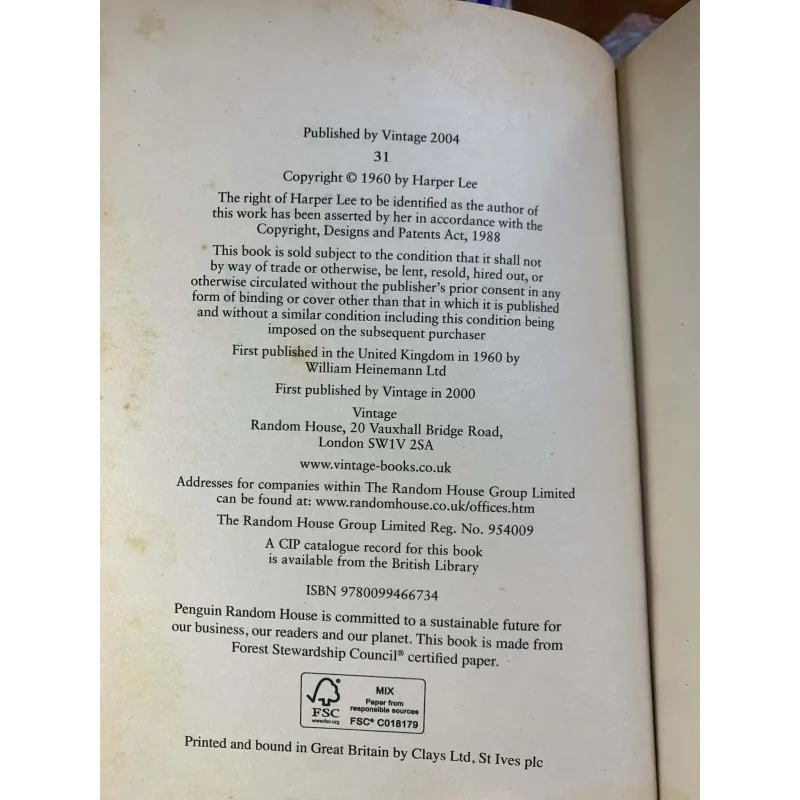 Published by Vintage 2004
31
Copyright © 1960 by Harper Lee
The right of Harper Lee to be identified as the author of
this work has been asserted by her in accordance with the
Copyright, Designs and Patents Act, 1988
This book is sold subject to the condition that it shall not
by way of trade or otherwise, be lent, resold, hired out, or
otherwise circulated without the publisher's prior consent in any
form of binding or cover other than that in which it is published
and without a similar condition including this condition being
imposed on the subsequent purchaser
First published in the United Kingdom in 1960 by
William Heinemann Ltd
First published by Vintage in 2000
Vintage
Random House, 20 Vauxhall Bridge Road,
London SW1V 2SA
www.vintage-books.co.uk
Addresses for companies within The Random House Group Limited
can be found at: www.randomhouse.co.uk/offices.htm
The Random House Group Limited Reg. No. 954009
A CIP catalogue record for this book
is available from the British Library
ISBN 9780099466734
Penguin Random House is committed to a sustainable future for
our business, our readers and our planet. This book is made from
Forest Stewardship Council® certified paper.
FSC
www.fsc.org
MIX
Paper from
responsible sources
FSC® C018179
Printed and bound in Great Britain by Clays Ltd, St Ives plc